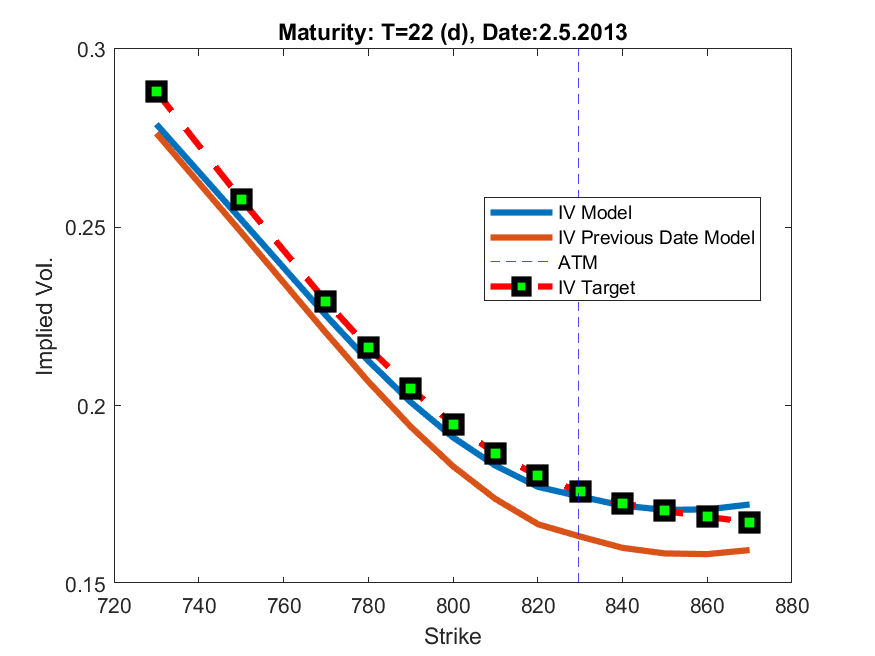 Maturity: T=22 (d), Date:2.5.2013
0.3
0.25
0.2
0.15
Implied Vol.
IV Model
IV Previous Date Model
ATM
IV Target
720 740 760 780 800 820 840 860 880
Strike